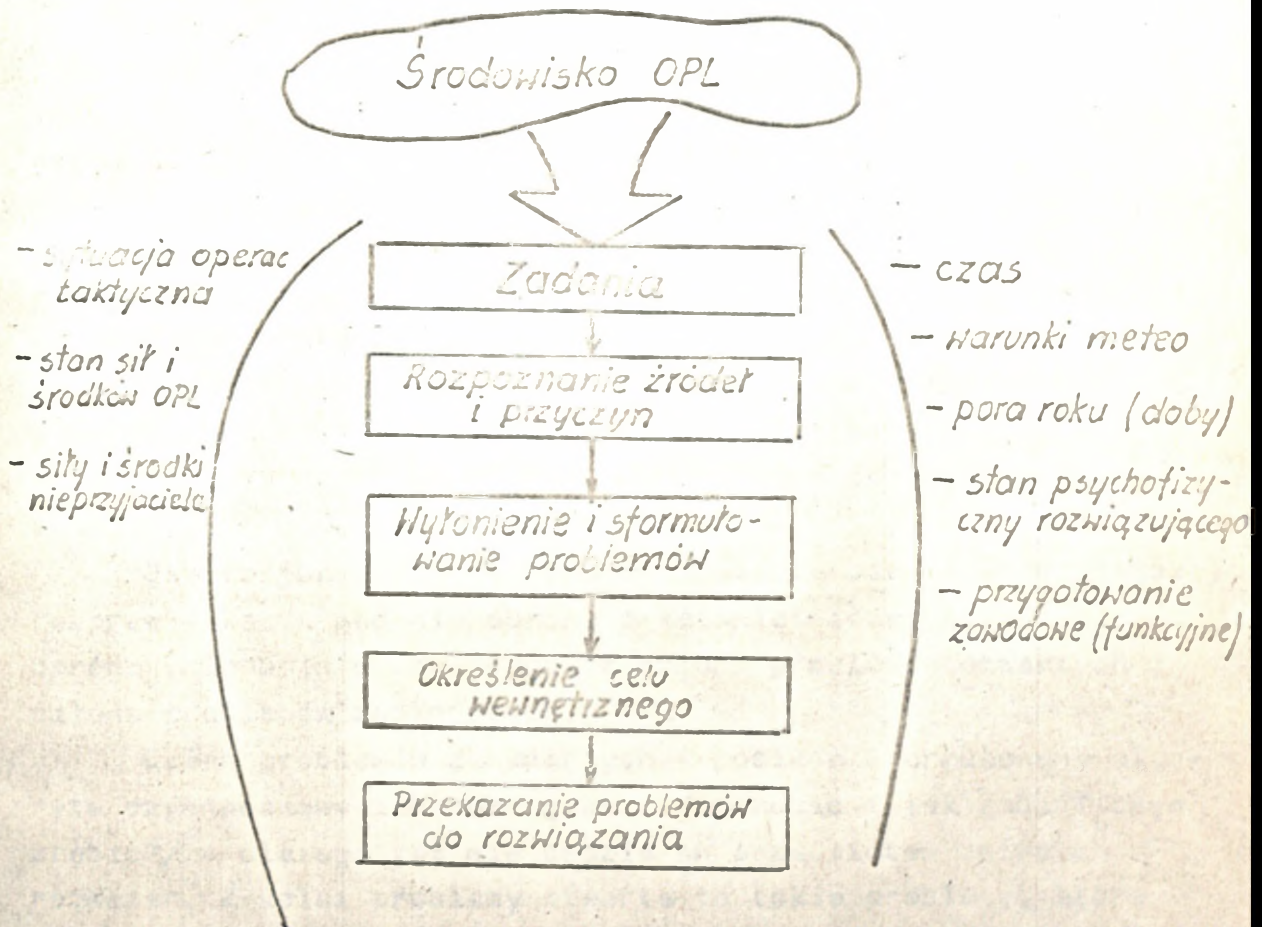 Środowisko OPL
- sytuacja operac
taktyczna
- stan sił i
środków OPL
- siły i środki
nieprzyjaciela
Zadania
Rozpoznanie źródeł
i przyczyn
Wyłonienie i sformuło-
wanie problemów
Określenie celu
wewnętrznego
Przekazanie problemów
do rozwiązania
- czas
- warunki meteo
- pora roku (doby)
- stan psychofizy-
czny rozwiązującego
- przygotowanie
zawodowe (funkcyjne)